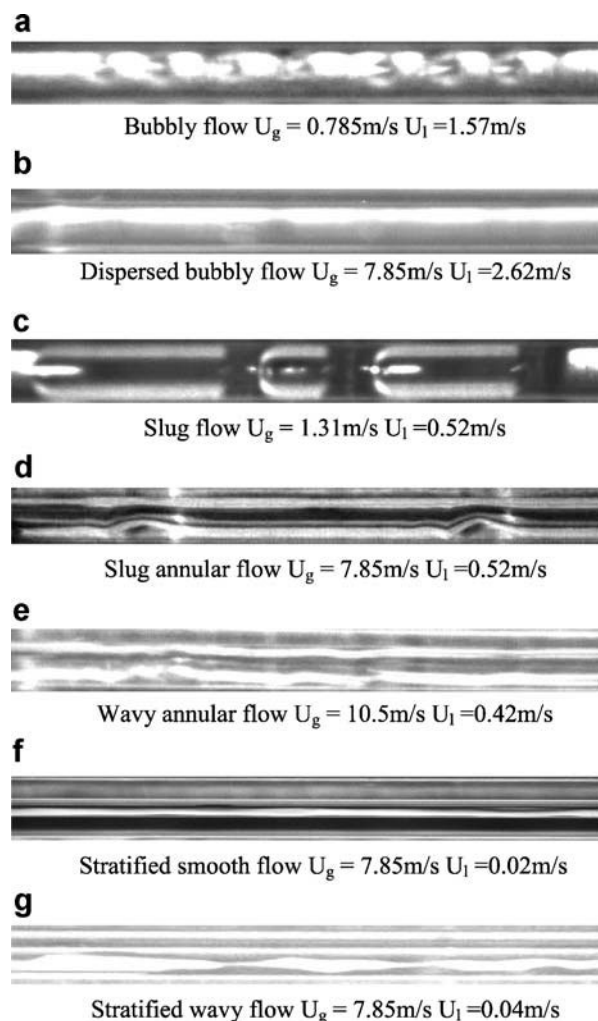 a
Bubbly flow U_g = 0.785m/s U_l =1.57m/s
b
Dispersed bubbly flow U_g = 7.85m/s U_l =2.62m/s
c
Slug flow U_g = 1.31m/s U_l =0.52m/s
d
Slug annular flow U_g = 7.85m/s U_l =0.52m/s
e
Wavy annular flow U_g = 10.5m/s U_l =0.42m/s
f
Stratified smooth flow U_g = 7.85m/s U_l =0.02m/s
g
Stratified wavy flow U_g = 7.85m/s U_l =0.04m/s